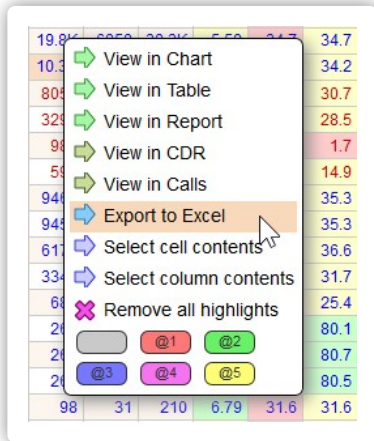 34.7
34.2
30.7
28.5
1.7
14.9
35.3
35.3
36.6
31.7
25.4
80.1
80.7
80.5
View in Chart
View in Table
View in Report
View in CDR
View in Calls
Export to Excel
Select cell contents
Select column contents
Remove all highlights
@1 @2
@3 @4 @5
98 31 210 6.79 31.6 31.6